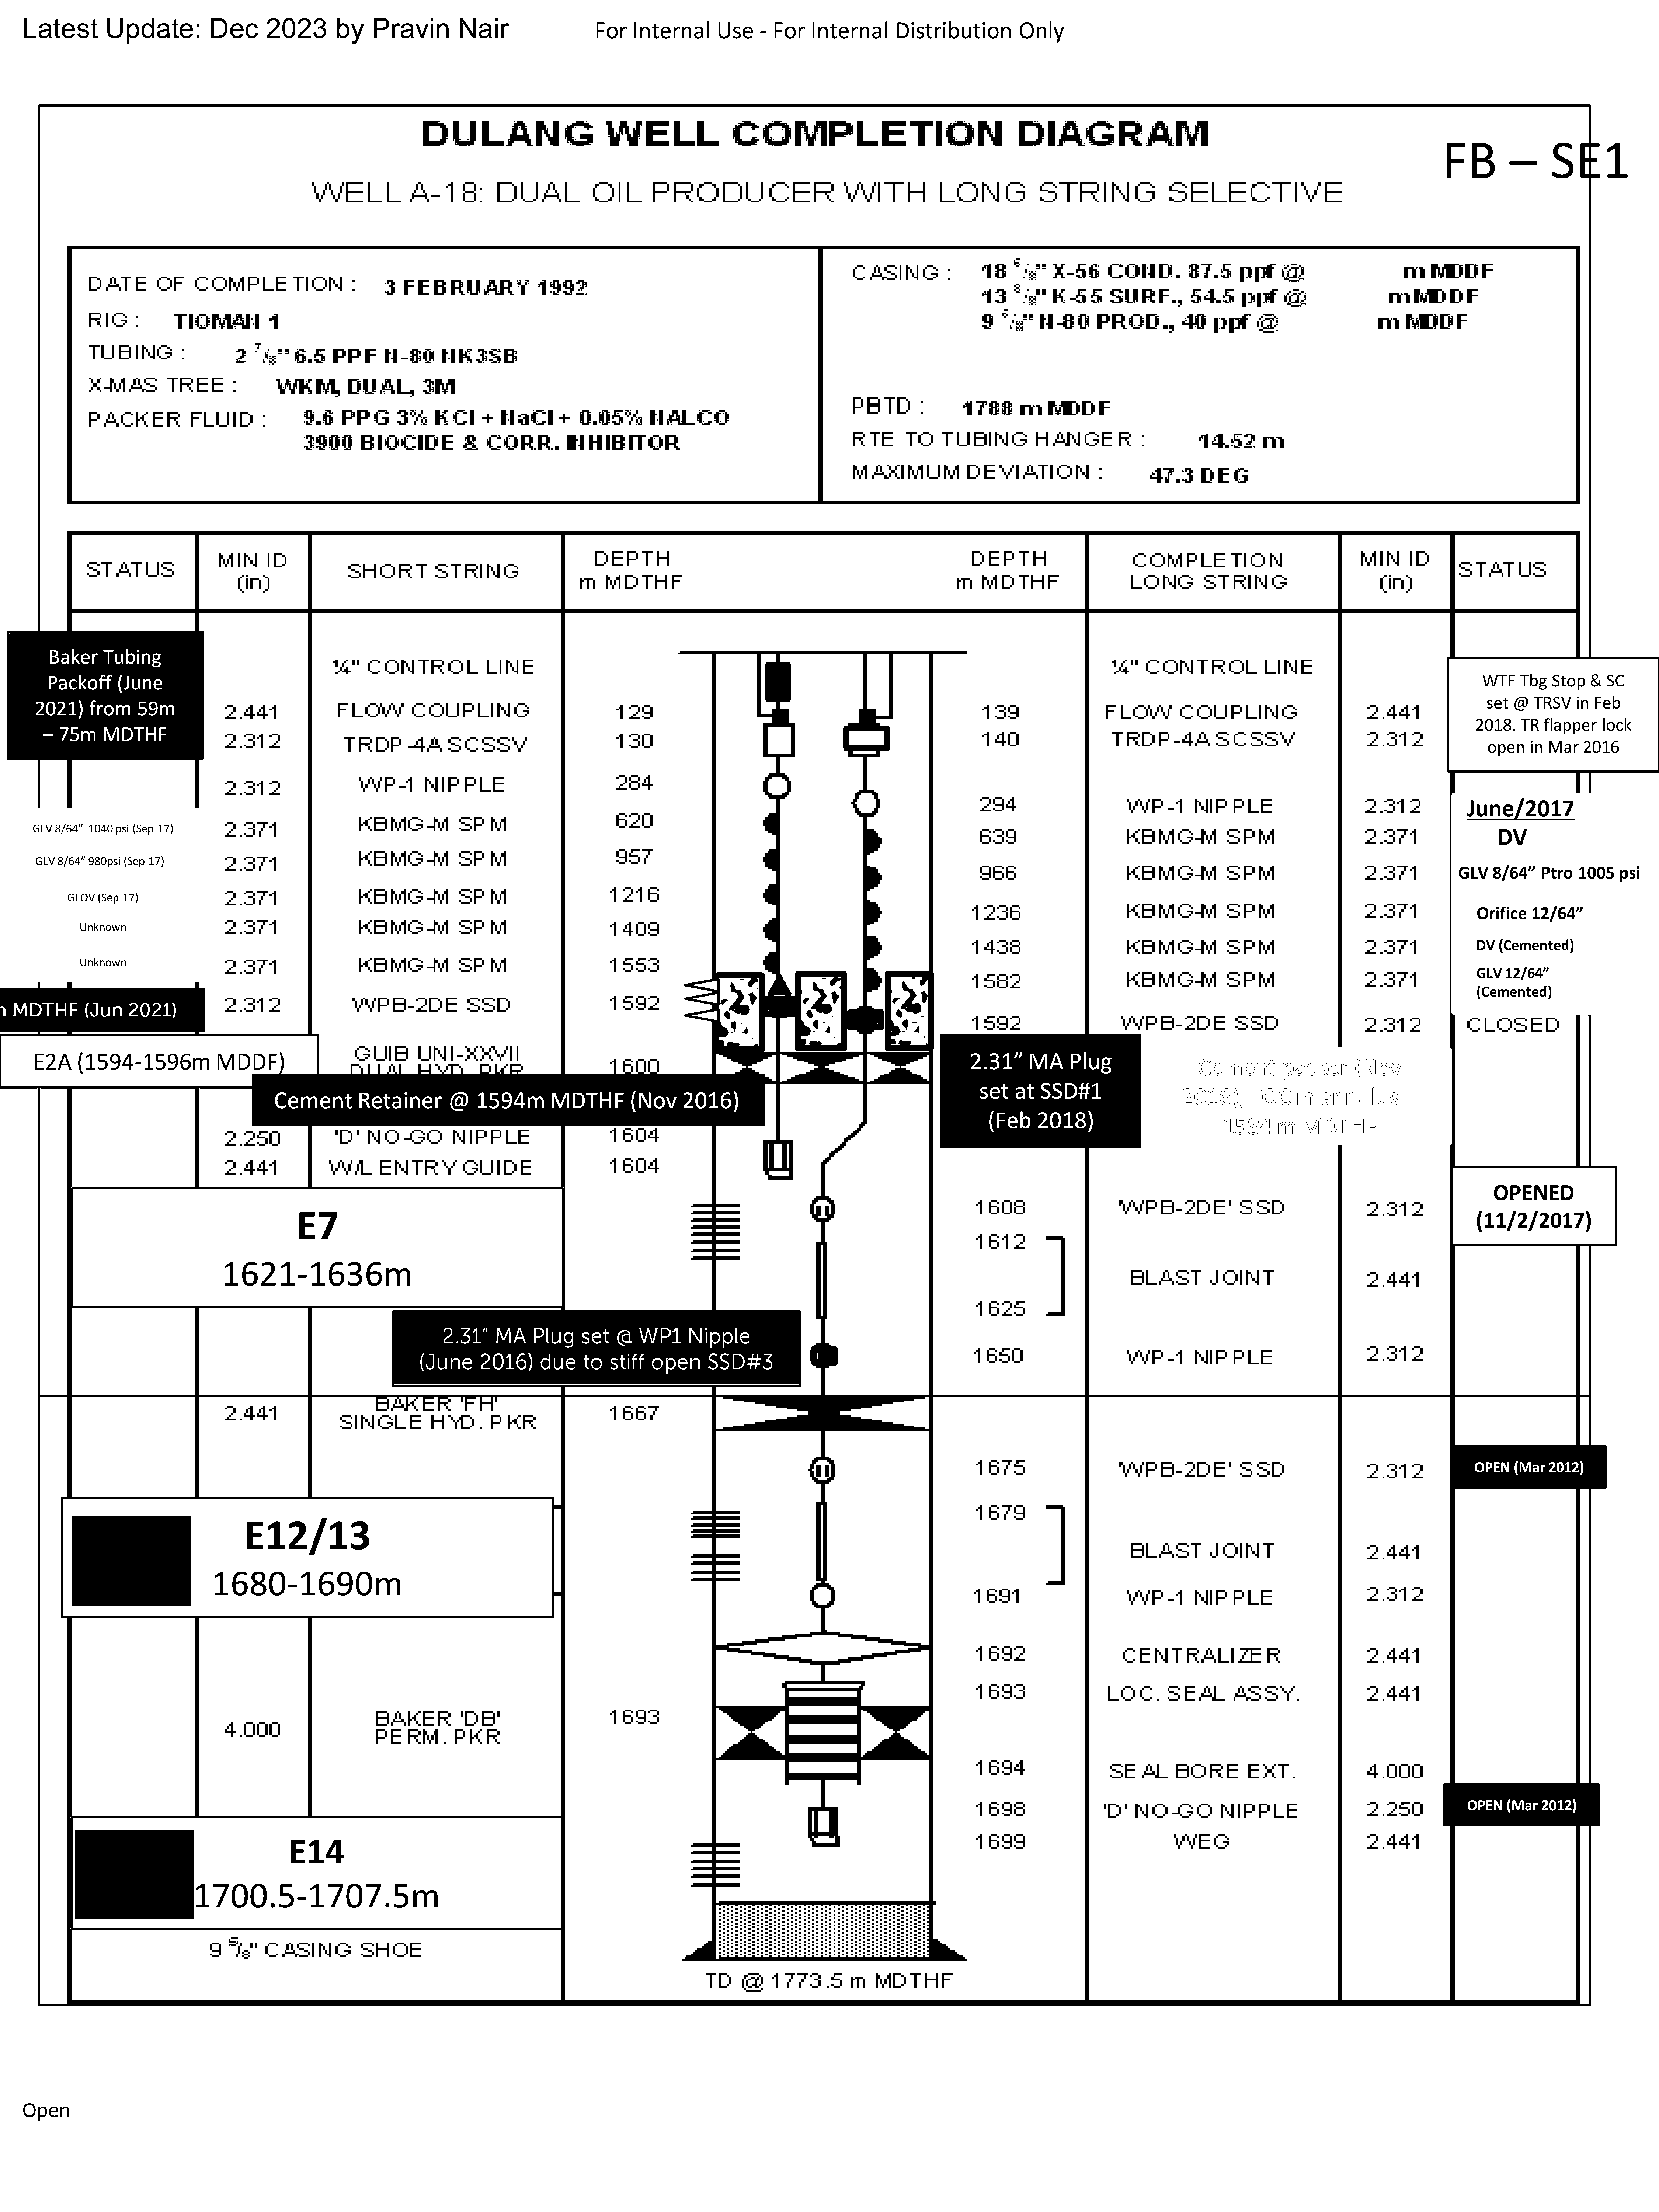 Latest Update: Dec 2023 by Pravin Nair
For Internal Use - For Internal Distribution Only
DULANG WELL COMPLETION DIAGRAM
FB – SE1
WELL A-18: DUAL OIL PRODUCER WITH LONG STRING SELECTIVE
DATE OF COMPLETION : 3 FEBRUARY 1992
RIG : TIOMAN 1
TUBING : 2 7/8" 6.5 PPF N-80 NK3SB
X-MAS TREE : WKM, DUAL, 3M
PACKER FLUID : 9.6 PPG 3% KCl + NaCl + 0.05% NALCO
3900 BIOCIDE & CORR. INHIBITOR
CASING : 18 5/8" X-56 COND. 87.5 ppf @ m MDDF
13 3/8" K-55 SURF., 54.5 ppf @ m MDDF
9 5/8" N-80 PROD., 40 ppf @ m MDDF
PBTD : 1788 m MDDF
RTE TO TUBING HANGER : 14.52 m
MAXIMUM DEVIATION : 47.3 DEG
STATUS MIN ID (in) SHORT STRING DEPTH m MDTHF DEPTH m MDTHF COMPLETION LONG STRING MIN ID (in) STATUS
Baker Tubing
Packoff (June
2021) from 59m
– 75m MDTHF
¼" CONTROL LINE ¼" CONTROL LINE
WTF Tbg Stop & SC
set @ TRSV in Feb
2018. TR flapper lock
open in Mar 2016
2.441 FLOW COUPLING 129 139 FLOW COUPLING 2.441
2.312 TRDP-4A SCSSV 130 140 TRDP-4A SCSSV 2.312
2.312 WP-1 NIPPLE 284 294 WP-1 NIPPLE 2.312 June/2017
GLV 8/64" 1040 psi (Sep 17) 2.371 KBMG-M SPM 620 639 KBMG-M SPM 2.371 DV
GLV 8/64" 980psi (Sep 17) 2.371 KBMG-M SPM 957 966 KBMG-M SPM 2.371 GLV 8/64" Ptro 1005 psi
GLOV (Sep 17) 2.371 KBMG-M SPM 1216 1236 KBMG-M SPM 2.371 Orifice 12/64"
Unknown 2.371 KBMG-M SPM 1409 1438 KBMG-M SPM 2.371 DV (Cemented)
Unknown 2.371 KBMG-M SPM 1553 1582 KBMG-M SPM 2.371 GLV 12/64"
(Cemented)
MDTHF (Jun 2021) 2.312 WPB-2DE SSD 1592 1592 WPB-2DE SSD 2.312 CLOSED
E2A (1594-1596m MDDF)
GUIB UNI-XXVII
DUAL HYD. PKR 1600
2.31" MA Plug
set at SSD#1
(Feb 2018)
Cement packer (Nov
2016), TOC in annulus =
1584 m MDTHF
Cement Retainer @ 1594m MDTHF (Nov 2016)
2.250 'D' NO-GO NIPPLE 1604
2.441 W/L ENTRY GUIDE 1604
1608 'WPB-2DE' SSD 2.312 OPENED
(11/2/2017)
E7
1621-1636m
1612
BLAST JOINT 2.441
1625
2.31" MA Plug set @ WP1 Nipple
(June 2016) due to stiff open SSD#3
1650 WP-1 NIPPLE 2.312
2.441 BAKER 'FH'
SINGLE HYD. PKR 1667
1675 'WPB-2DE' SSD 2.312 OPEN (Mar 2012)
E12/13
1680-1690m
1679
BLAST JOINT 2.441
1691 WP-1 NIPPLE 2.312
1692 CENTRALIZER 2.441
1693 LOC. SEAL ASSY. 2.441
4.000 BAKER 'DB'
PERM. PKR 1693
1694 SEAL BORE EXT. 4.000
1698 'D' NO-GO NIPPLE 2.250 OPEN (Mar 2012)
1699 WEG 2.441
E14
1700.5-1707.5m
9 5/8" CASING SHOE
TD @ 1773.5 m MDTHF
Open